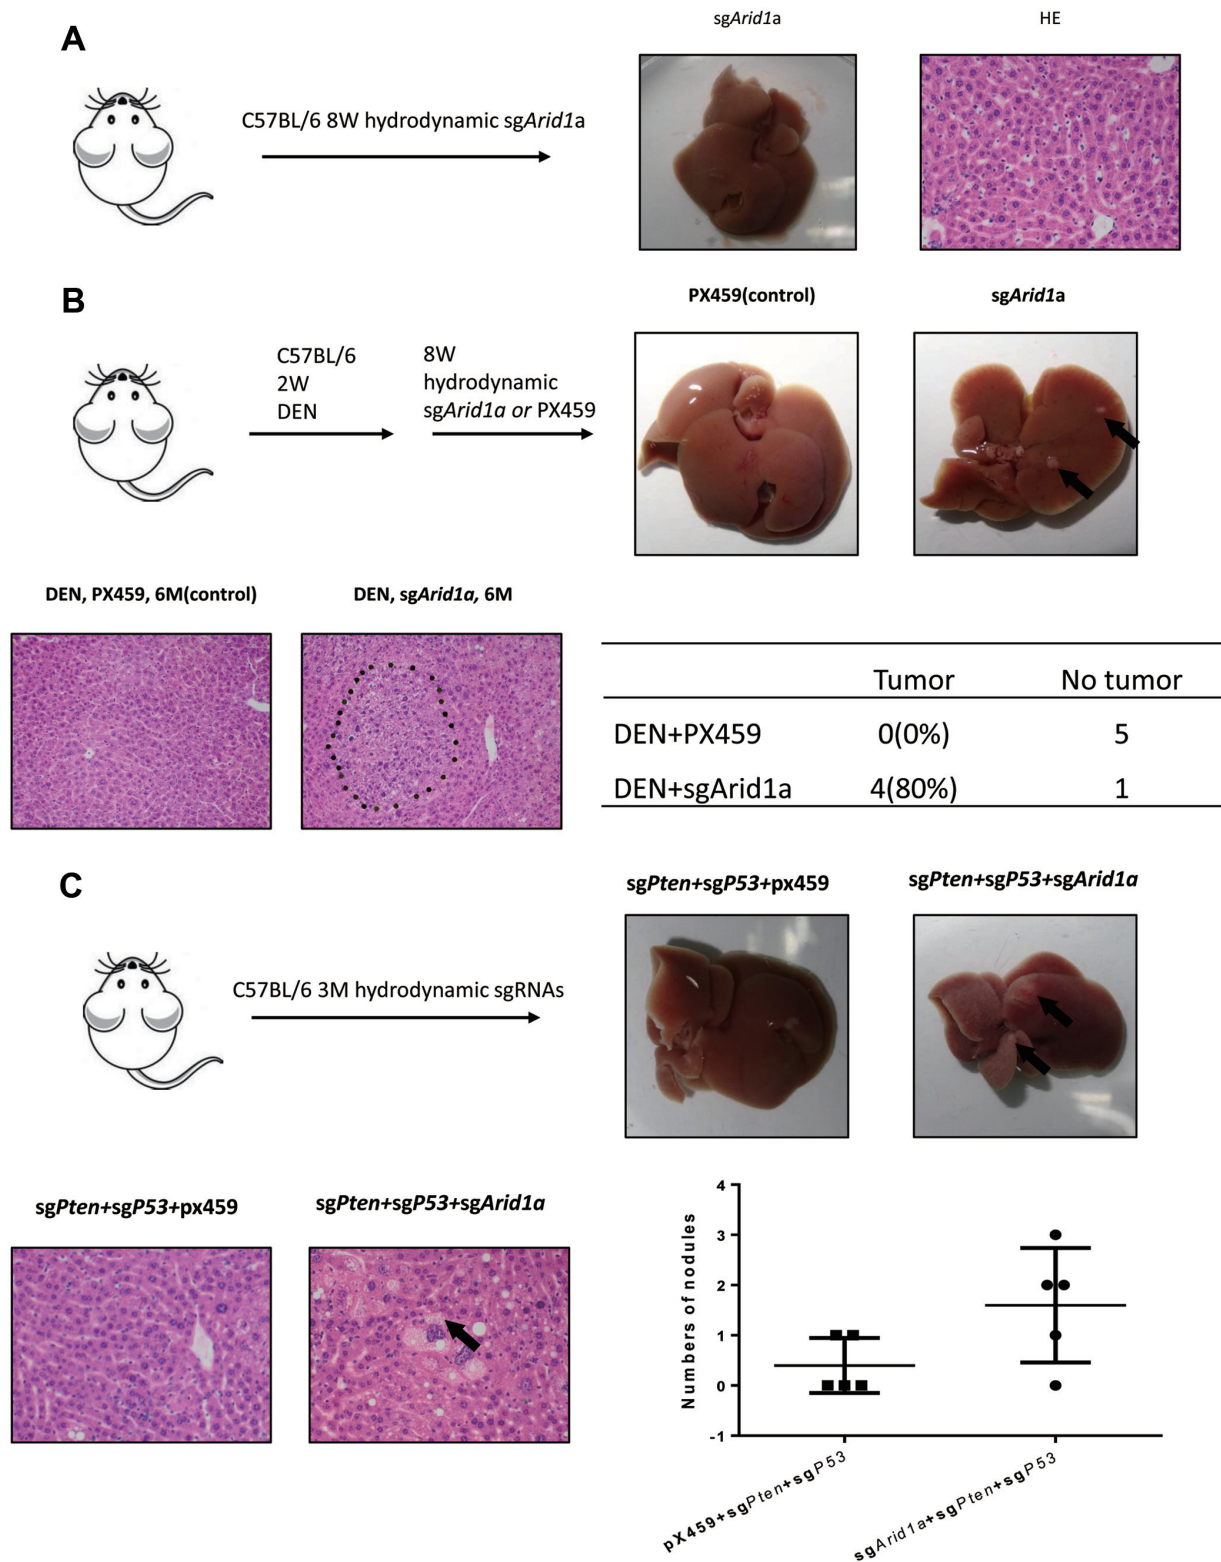 A
sgArid1a
HE
C57BL/6 8W hydrodynamic sgArid1a
B
PX459(control)
sgArid1a
C57BL/6
2W
DEN
8W
hydrodynamic
sgArid1a or PX459
DEN, PX459, 6M(control)
DEN, sgArid1a, 6M
Tumor No tumor
DEN+PX459 0(0%) 5
DEN+sgArid1a 4(80%) 1
C
sgPten+sgP53+px459
sgPten+sgP53+sgArid1a
C57BL/6 3M hydrodynamic sgRNAs
sgPten+sgP53+px459
sgPten+sgP53+sgArid1a
Numbers of nodules
4
3
2
1
0
-1
pX459+sgPten+sgP53
sgArid1a+sgPten+sgP53